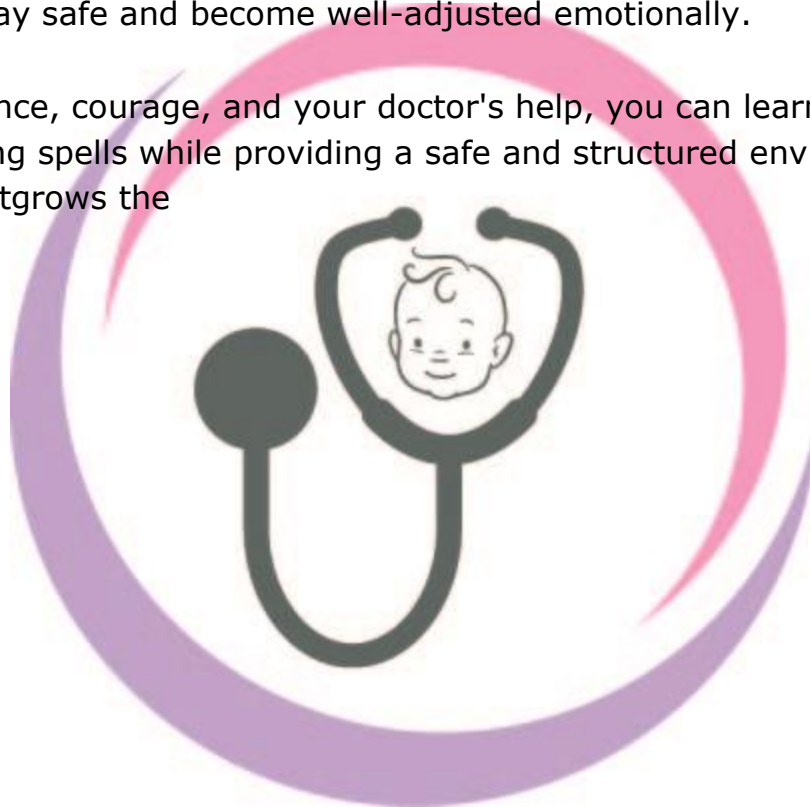 ay safe and become well-adjusted emotionally.
nce, courage, and your doctor's help, you can learn
ng spells while providing a safe and structured env
tgrows the